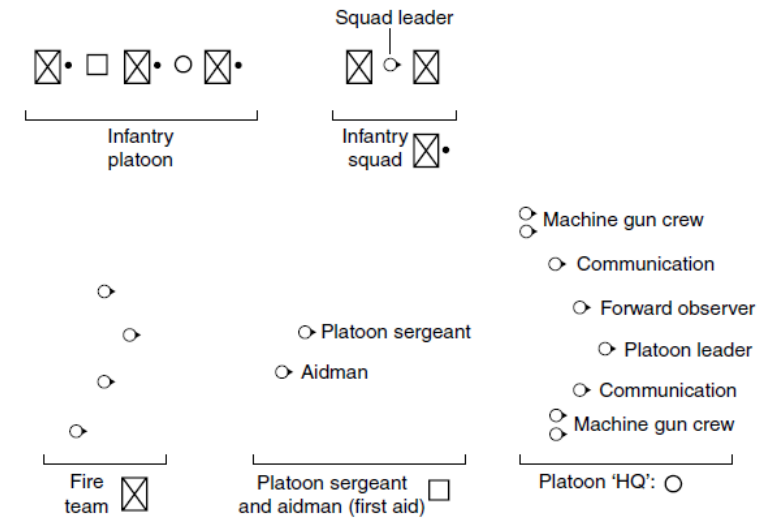 Squad leader
Infantry
platoon
Infantry
squad
Machine gun crew
Communication
Forward observer
Platoon sergeant
Platoon leader
Aidman
Communication
Machine gun crew
Fire
team
Platoon sergeant
and aidman (first aid)
Platoon ‘HQ’: